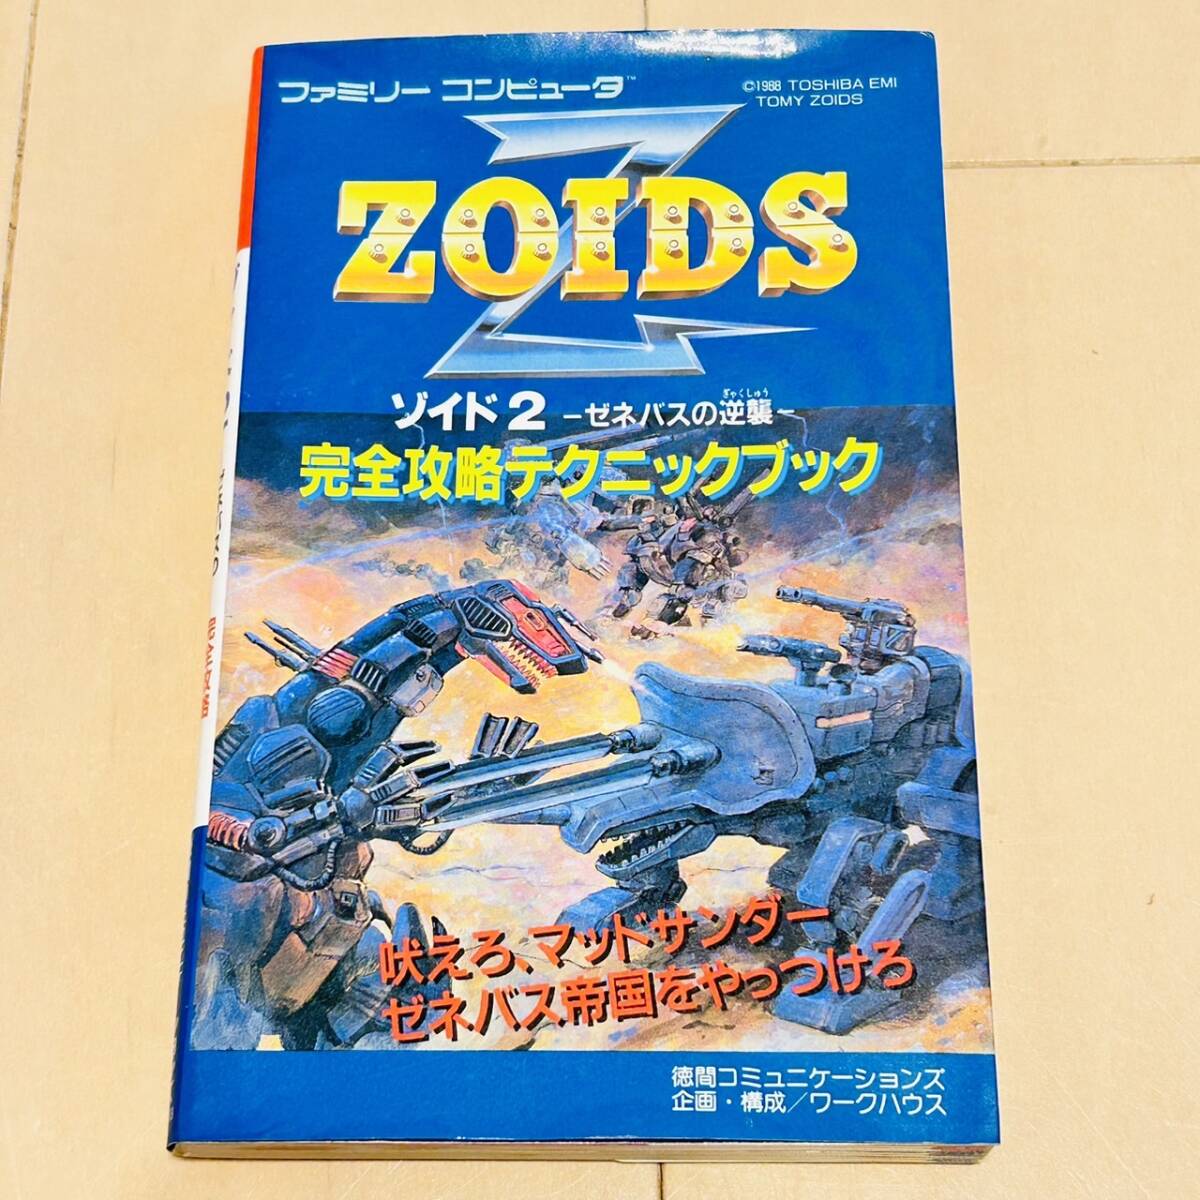 ファミリー コンピュータ™
©1988 TOSHIBA EMI
TOMY ZOIDS
Z
ZOIDS
ゾイド2 -ゼネバスの逆襲-
ぎゃくしゅう
完全攻略テクニックブック
吠えろ、マッドサンダー
ゼネバス帝国をやっつけろ
徳間コミュニケーションズ
企画・構成/ワークハウス